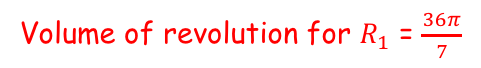 Volume of revolution for R₁ = 36π/7